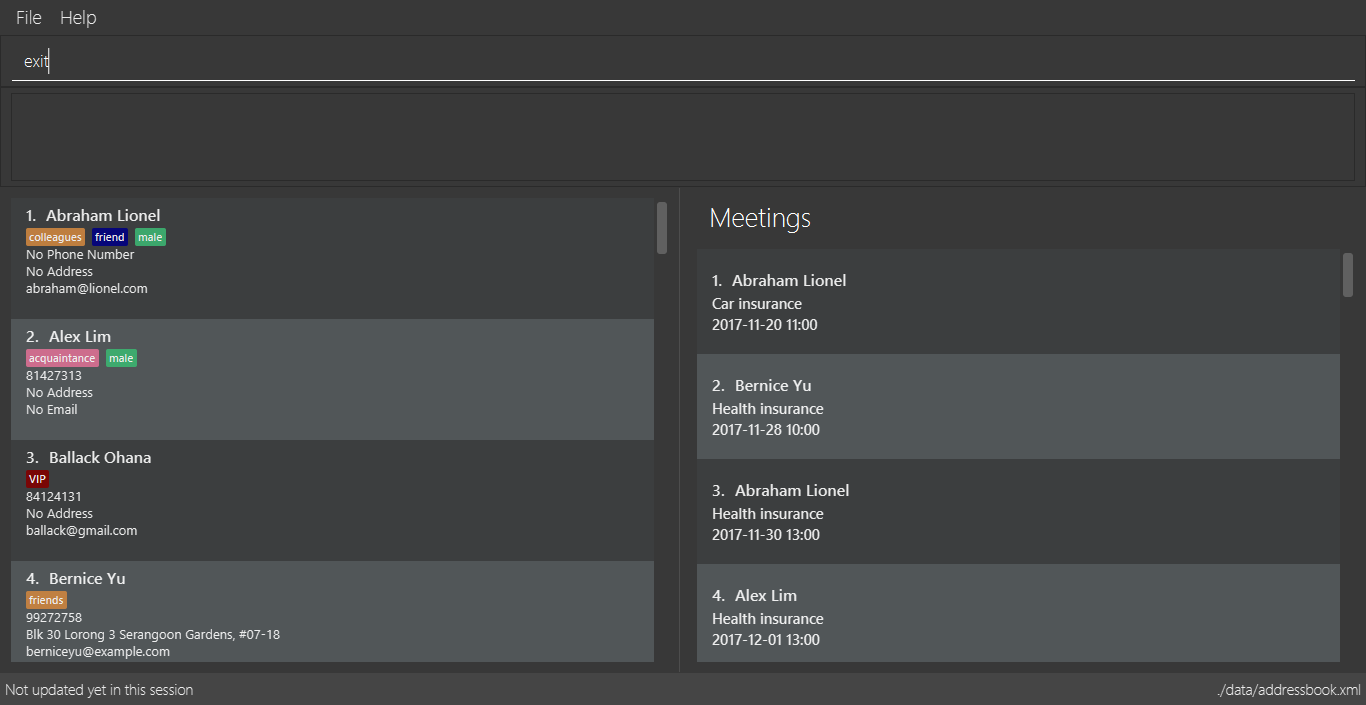 File Help
exit
1. Abraham Lionel
colleagues friend male
No Phone Number
No Address
abraham@lionel.com
2. Alex Lim
acquaintance male
81427313
No Address
No Email
3. Ballack Ohana
VIP
84124131
No Address
ballack@gmail.com
4. Bernice Yu
friends
99272758
Blk 30 Lorong 3 Serangoon Gardens, #07-18
berniceyu@example.com
Meetings
1. Abraham Lionel
Car insurance
2017-11-20 11:00
2. Bernice Yu
Health insurance
2017-11-28 10:00
3. Abraham Lionel
Health insurance
2017-11-30 13:00
4. Alex Lim
Health insurance
2017-12-01 13:00
Not updated yet in this session
./data/addressbook.xml